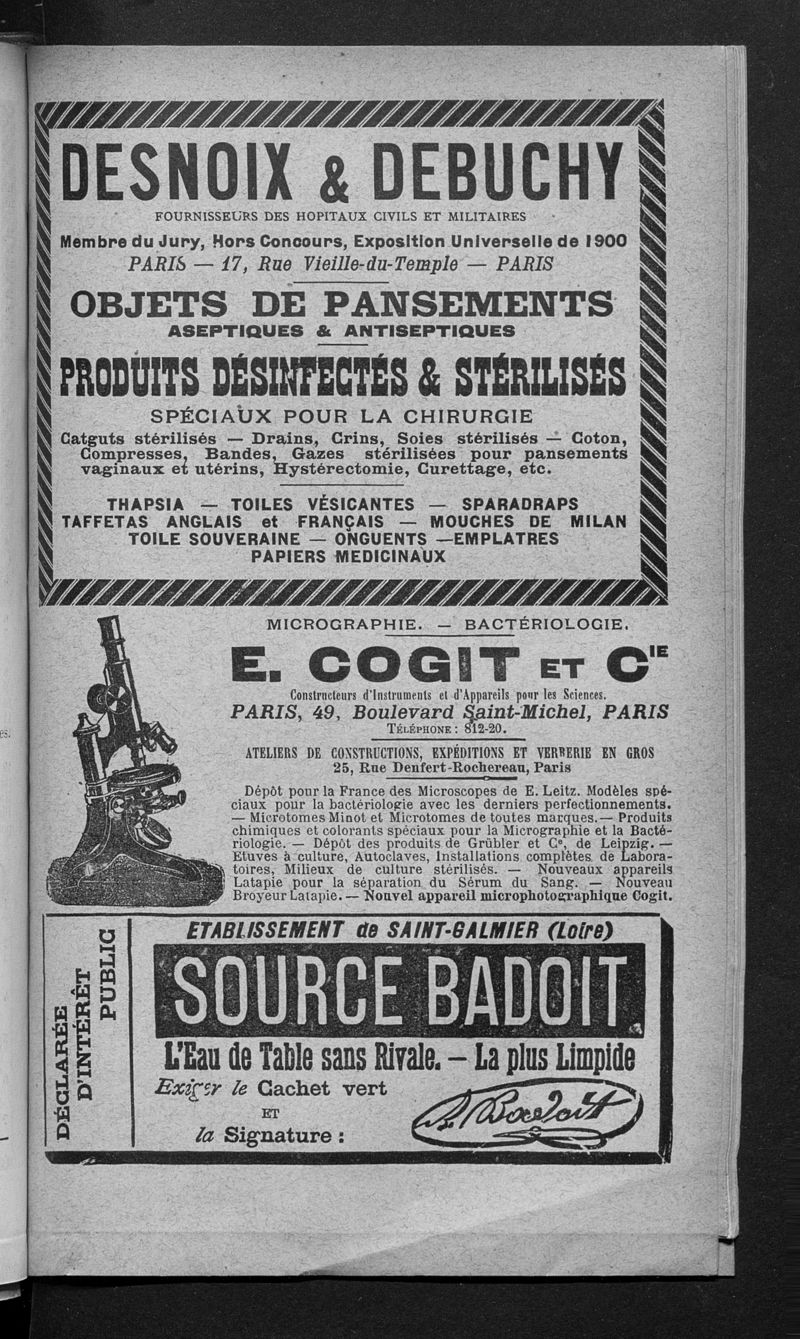 DESNOIX & DEBUCHY
FOURNISSEURS DES HOPITAUX CIVILS ET MILITAIRES
Membre du Jury, Hors Concours, Exposition Universelle de 1900
PARIS — 17, Rue Vieille-du-Temple — PARIS
OBJETS DE PANSEMENTS
ASEPTIQUES & ANTISEPTIQUES
PRODUITS DÉSINFECTÉS & STÉRILISÉS
SPÉCIAUX POUR LA CHIRURGIE
Catguts stérilisés — Drains, Crins, Soies stérilisés — Coton,
Compresses, Bandes, Gazes stérilisées pour pansements
vaginaux et utérins, Hystérectomie, Curettage, etc.
THAPSIA — TOILES VÉSICANTES — SPARADRAPS
TAFFETAS ANGLAIS et FRANÇAIS — MOUCHES DE MILAN
TOILE SOUVERAINE — ONGUENTS — EMPLATRES
PAPIERS MEDICINAUX
MICROGRAPHIE. — BACTÉRIOLOGIE.
E. COGIT ET CIE
Constructeurs d'Instruments et d'Appareils pour les Sciences.
PARIS, 49, Boulevard Saint-Michel, PARIS
TÉLÉPHONE : 812-20.
ATELIERS DE CONSTRUCTIONS, EXPÉDITIONS ET VERRERIE EN GROS
25, Rue Denfert-Rochereau, Paris
Dépôt pour la France des Microscopes de E. Leitz. Modèles spé-
ciaux pour la bactériologie avec les derniers perfectionnements.
— Microtomes Minot et Microtomes de toutes marques. — Produits
chimiques et colorants spéciaux pour la Micrographie et la Bacté-
riologie. — Dépôt des produits de Grübler et Co, de Leipzig. —
Etuves à culture, Autoclaves, Installations complètes de Labora-
toires, Milieux de culture stérilisés. — Nouveaux appareils
Latapie pour la séparation du Sérum du Sang. — Nouveau
Broyeur Latapie. — Nouvel appareil microphotographique Cogit.
DÉCLARÉE
D'INTÉRÊT
PUBLIC
ETABLISSEMENT de SAINT-GALMIER (Loire)
SOURCE BADOIT
L'Eau de Table sans Rivale. — La plus Limpide
Exiger le Cachet vert
ET
la Signature :
Badoit